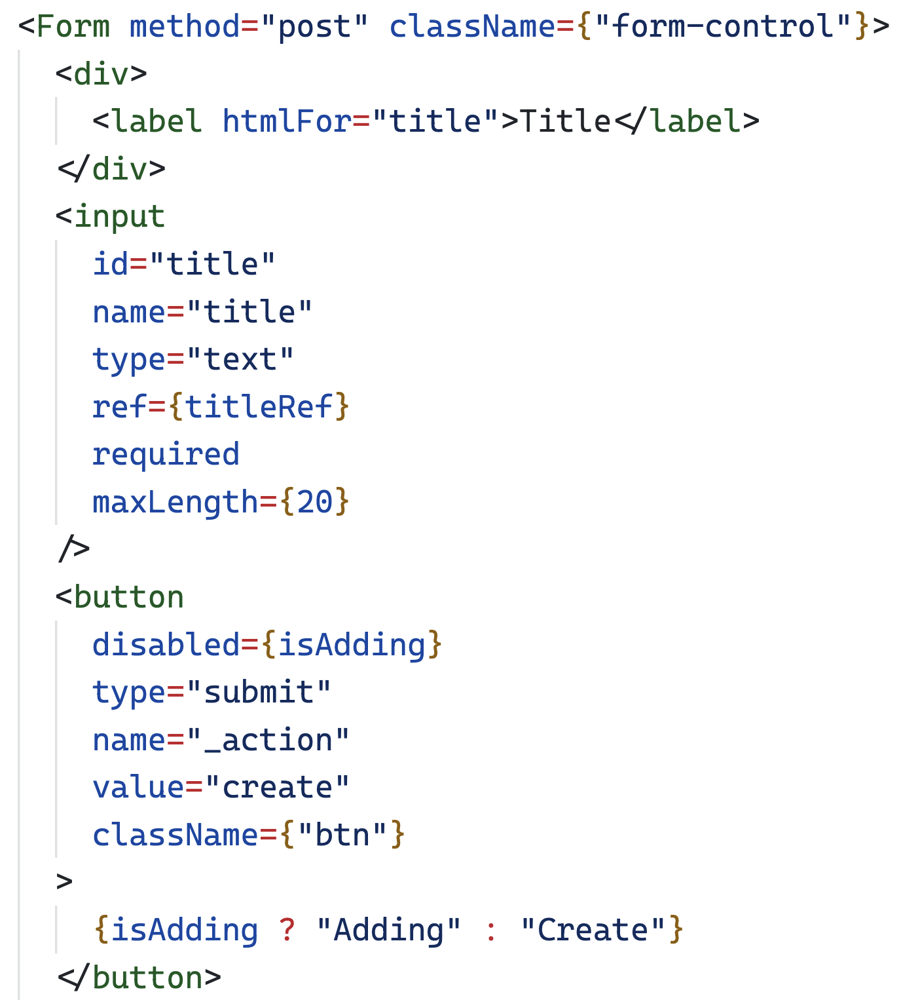 <Form method="post" className={"form-control"}>
  <div>
    <label htmlFor="title">Title</label>
  </div>
  <input
    id="title"
    name="title"
    type="text"
    ref={titleRef}
    required
    maxLength={20}
  />
  <button
    disabled={isAdding}
    type="submit"
    name="_action"
    value="create"
    className={"btn"}
  >
    {isAdding ? "Adding" : "Create"}
  </button>